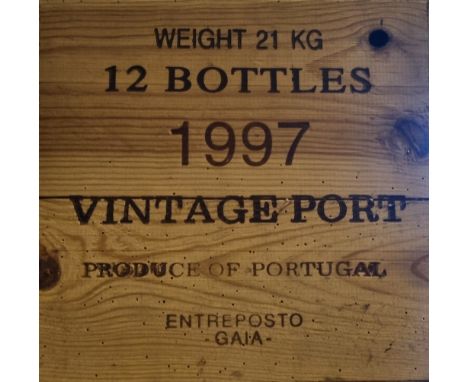 WEIGHT 21 KG
12 BOTTLES
1997
VINTAGE PORT
PRODUCE OF PORTUGAL
ENTREPOSTO
-GAIA-